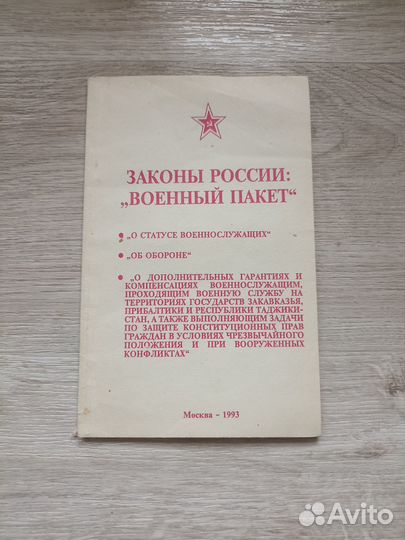 ЗАКОНЫ РОССИИ:
„ВОЕННЫЙ ПАКЕТ“
● „О СТАТУСЕ ВОЕННОСЛУЖАЩИХ“
● „ОБ ОБОРОНЕ“
● „О ДОПОЛНИТЕЛЬНЫХ ГАРАНТИЯХ И
КОМПЕНСАЦИЯХ ВОЕННОСЛУЖАЩИМ,
ПРОХОДЯЩИМ ВОЕННУЮ СЛУЖБУ НА
ТЕРРИТОРИЯХ ГОСУДАРСТВ ЗАКАВКАЗЬЯ,
ПРИБАЛТИКИ И РЕСПУБЛИКИ ТАДЖИКИ-
СТАН, А ТАКЖЕ ВЫПОЛНЯЮЩИМ ЗАДАЧИ
ПО ЗАЩИТЕ КОНСТИТУЦИОННЫХ ПРАВ
ГРАЖДАН В УСЛОВИЯХ ЧРЕЗВЫЧАЙНОГО
ПОЛОЖЕНИЯ И ПРИ ВООРУЖЕННЫХ
КОНФЛИКТАХ“
Москва - 1993
Avito